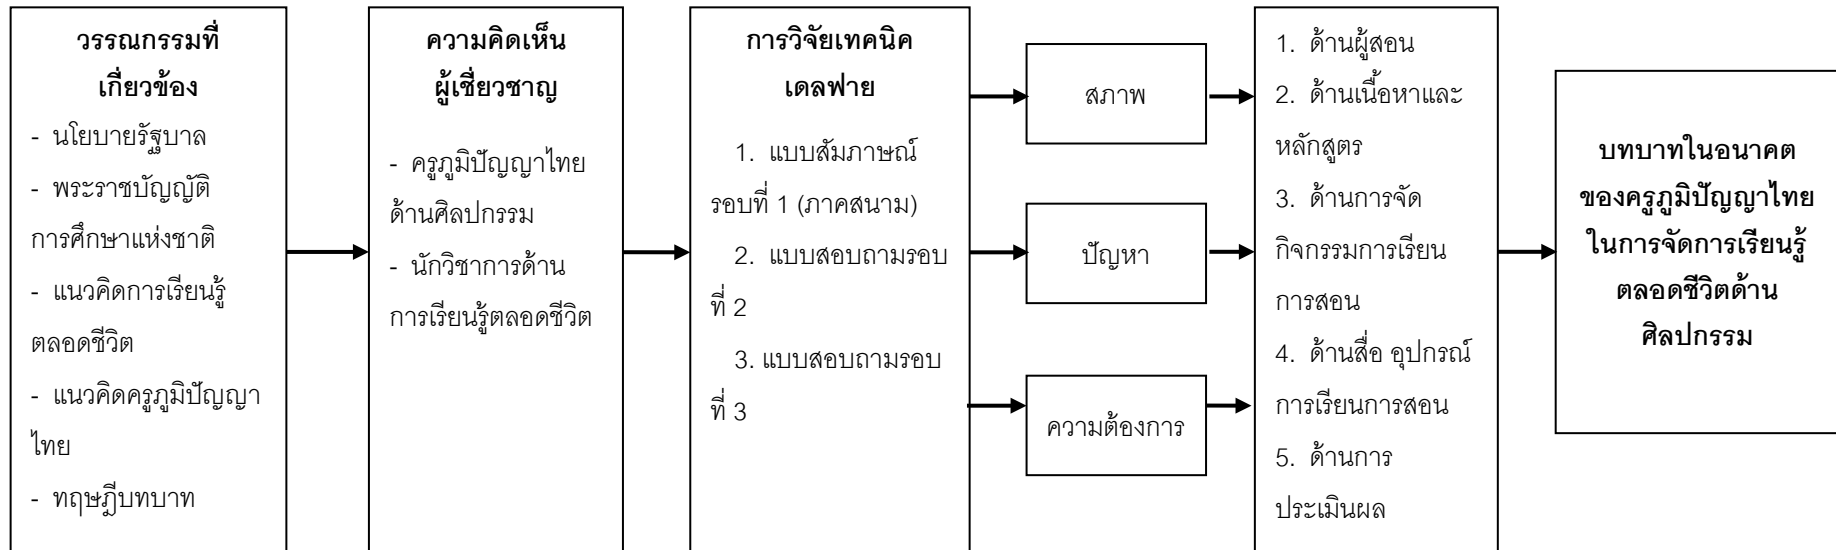 วรรณกรรมที่
เกี่ยวข้อง
- นโยบายรัฐบาล
- พระราชบัญญัติ
การศึกษาแห่งชาติ
- แนวคิดการเรียนรู้
ตลอดชีวิต
- แนวคิดครูภูมิปัญญา
ไทย
- ทฤษฎีบทบาท
ความคิดเห็น
ผู้เชี่ยวชาญ
- ครูภูมิปัญญาไทย
ด้านศิลปกรรม
- นักวิชาการด้าน
การเรียนรู้ตลอดชีวิต
การวิจัยเทคนิค
เดลฟาย
1. แบบสัมภาษณ์
รอบที่ 1 (ภาคสนาม)
2. แบบสอบถามรอบ
ที่ 2
3. แบบสอบถามรอบ
ที่ 3
สภาพ
ปัญหา
ความต้องการ
1. ด้านผู้สอน
2. ด้านเนื้อหาและ
หลักสูตร
3. ด้านการจัด
กิจกรรมการเรียน
การสอน
4. ด้านสื่อ อุปกรณ์
การเรียนการสอน
5. ด้านการ
ประเมินผล
บทบาทในอนาคต
ของครูภูมิปัญญาไทย
ในการจัดการเรียนรู้
ตลอดชีวิตด้าน
ศิลปกรรม